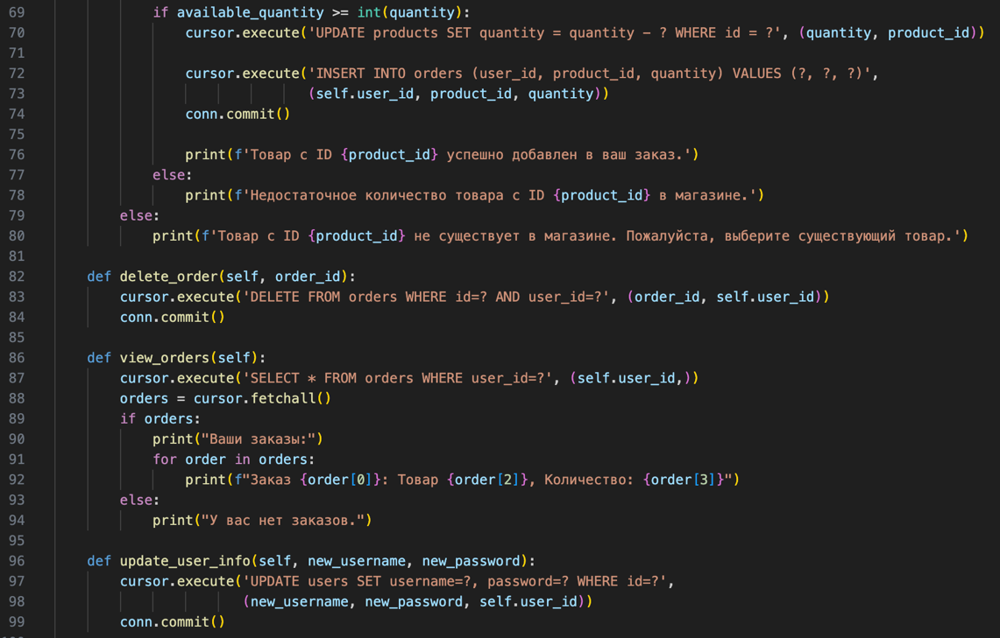 69                if available_quantity >= int(quantity):
70                    cursor.execute('UPDATE products SET quantity = quantity - ? WHERE id = ?', (quantity, product_id))
71
72                    cursor.execute('INSERT INTO orders (user_id, product_id, quantity) VALUES (?, ?, ?)',
73                                   (self.user_id, product_id, quantity))
74                    conn.commit()
75
76                    print(f'Товар с ID {product_id} успешно добавлен в ваш заказ.')
77                else:
78                    print(f'Недостаточное количество товара с ID {product_id} в магазине.')
79            else:
80                print(f'Товар с ID {product_id} не существует в магазине. Пожалуйста, выберите существующий товар.')
81
82        def delete_order(self, order_id):
83            cursor.execute('DELETE FROM orders WHERE id=? AND user_id=?', (order_id, self.user_id))
84            conn.commit()
85
86        def view_orders(self):
87            cursor.execute('SELECT * FROM orders WHERE user_id=?', (self.user_id,))
88            orders = cursor.fetchall()
89            if orders:
90                print("Ваши заказы:")
91                for order in orders:
92                    print(f"Заказ {order[0]}: Товар {order[2]}, Количество: {order[3]}")
93            else:
94                print("У вас нет заказов.")
95
96        def update_user_info(self, new_username, new_password):
97            cursor.execute('UPDATE users SET username=?, password=? WHERE id=?',
98                           (new_username, new_password, self.user_id))
99            conn.commit()